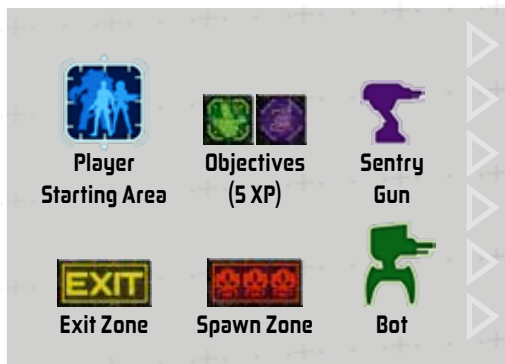 Player
Starting Area
Objectives
(5 XP)
Sentry
Gun
EXIT
Exit Zone
Spawn Zone
Bot